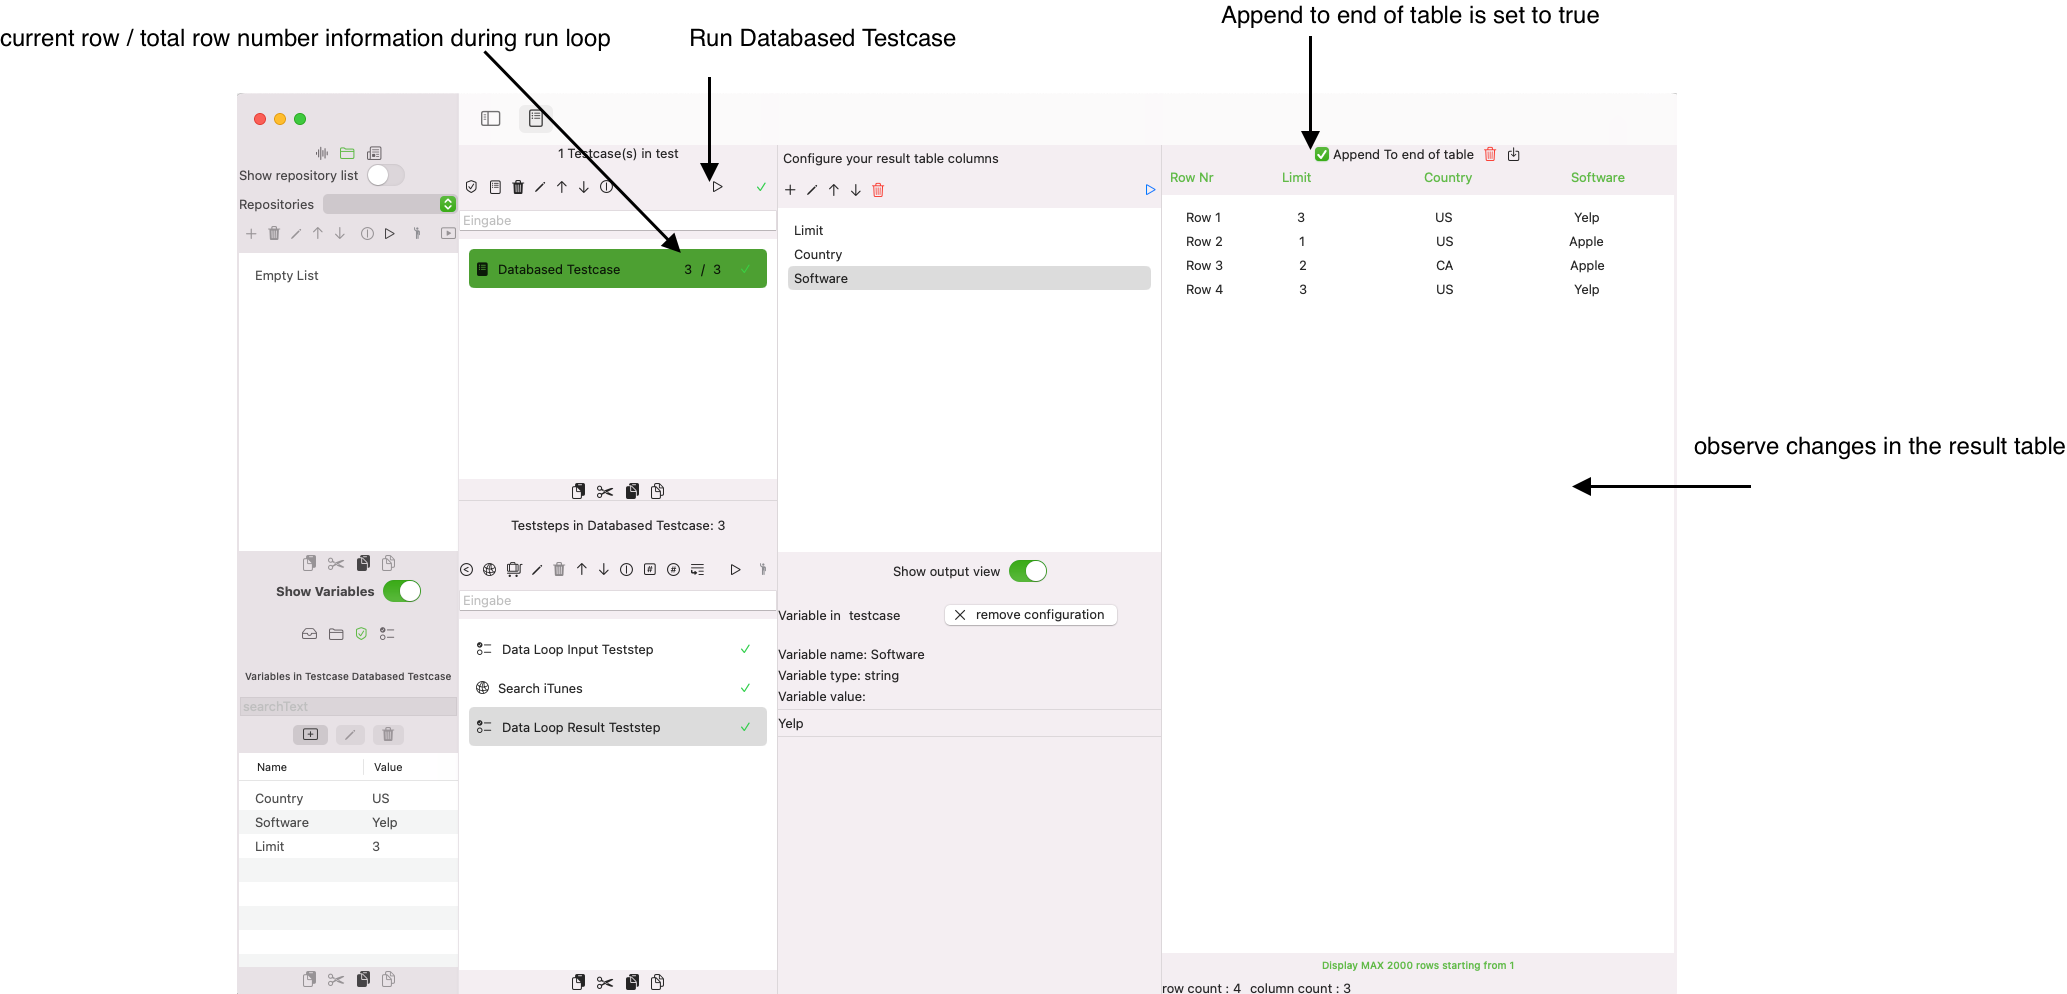 Append to end of table is set to true
current row / total row number information during run loop
Run Databased Testcase
observe changes in the result table
Show repository list
Repositories
Empty List
Show Variables
Variables in Testcase Databased Testcase
searchText
Name Value
Country US
Software Yelp
Limit 3
1 Testcase(s) in test
Eingabe
Databased Testcase 3 / 3
Teststeps in Databased Testcase: 3
Eingabe
Data Loop Input Teststep
Search iTunes
Data Loop Result Teststep
Configure your result table columns
Limit
Country
Software
Show output view
Variable in testcase remove configuration
Variable name: Software
Variable type: string
Variable value:
Yelp
Append To end of table
Row Nr Limit Country Software
Row 1 3 US Yelp
Row 2 1 US Apple
Row 3 2 CA Apple
Row 4 3 US Yelp
Display MAX 2000 rows starting from 1
row count : 4 column count : 3